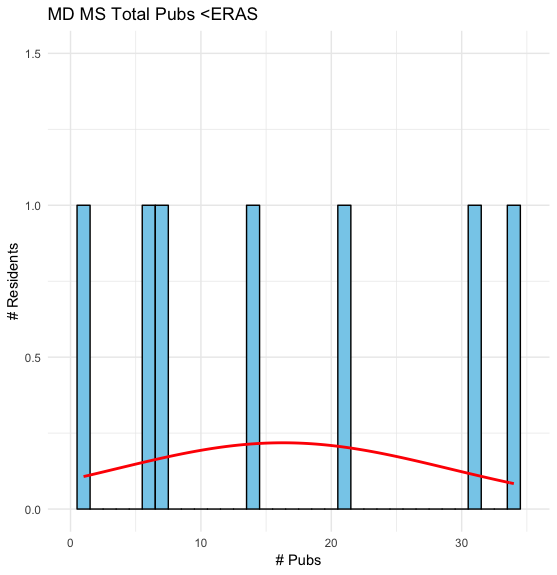 MD MS Total Pubs <ERAS
1.5
1.0
0.5
0.0
# Residents
0 10 20 30
# Pubs